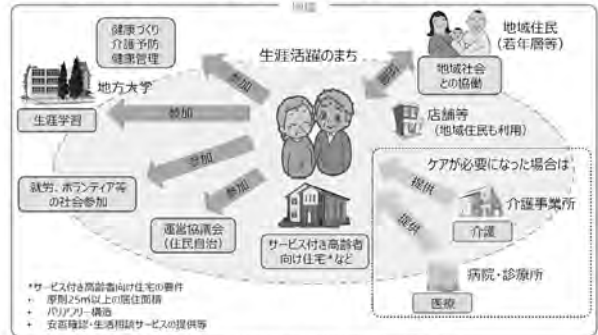 地域
健康づくり
介護予防
健康管理
生涯活躍のまち
地域住民
(若年層等)
地方大学
参加
地域社会
との協働
生涯学習
参加
店舗等
(地域住民も利用)
参加
ケアが必要になった場合は
就労、ボランティア等
の社会参加
参加
提供
介護事業所
運営協議会
(住民自治)
サービス付き高齢者
向け住宅*など
提供
介護
病院・診療所
医療
*サービス付き高齢者向け住宅の要件
・ 原則25㎡以上の居住面積
・ バリアフリー構造
・ 安否確認・生活相談サービスの提供等